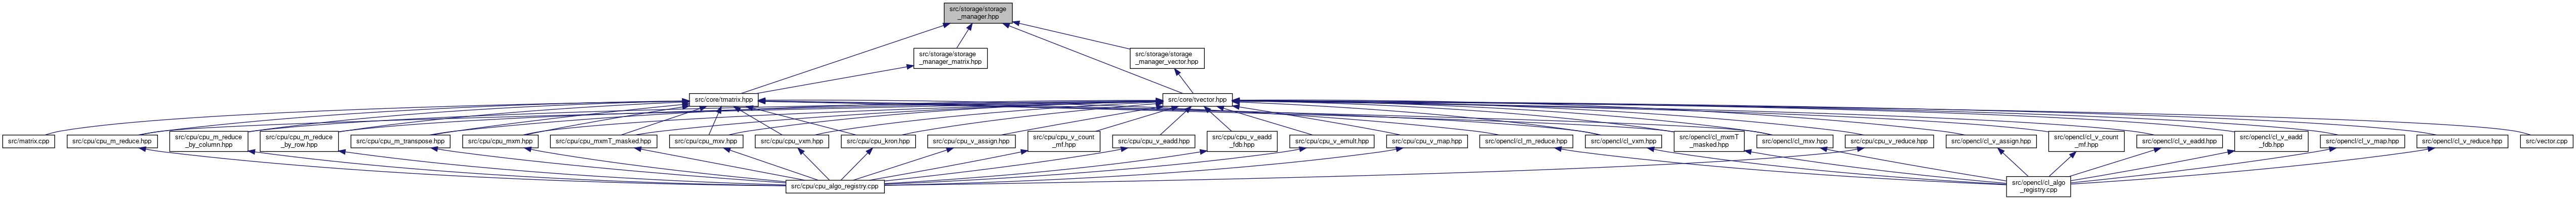 src/storage/storage
_manager.hpp
src/storage/storage
_manager_matrix.hpp
src/storage/storage
_manager_vector.hpp
src/core/tmatrix.hpp
src/core/tvector.hpp
src/matrix.cpp
src/cpu/cpu_m_reduce.hpp
src/cpu/cpu_m_reduce
_by_column.hpp
src/cpu/cpu_m_reduce
_by_row.hpp
src/cpu/cpu_m_transpose.hpp
src/cpu/cpu_mxm.hpp
src/cpu/cpu_mxmT_masked.hpp
src/cpu/cpu_mxv.hpp
src/cpu/cpu_vxm.hpp
src/cpu/cpu_kron.hpp
src/cpu/cpu_v_assign.hpp
src/cpu/cpu_v_count
_mf.hpp
src/cpu/cpu_v_eadd.hpp
src/cpu/cpu_v_eadd
_fdb.hpp
src/cpu/cpu_v_emult.hpp
src/cpu/cpu_v_map.hpp
src/opencl/cl_m_reduce.hpp
src/opencl/cl_vxm.hpp
src/opencl/cl_mxmT
_masked.hpp
src/opencl/cl_mxv.hpp
src/cpu/cpu_v_reduce.hpp
src/opencl/cl_v_assign.hpp
src/opencl/cl_v_count
_mf.hpp
src/opencl/cl_v_eadd.hpp
src/opencl/cl_v_eadd
_fdb.hpp
src/opencl/cl_v_map.hpp
src/opencl/cl_v_reduce.hpp
src/vector.cpp
src/cpu/cpu_algo_registry.cpp
src/opencl/cl_algo
_registry.cpp